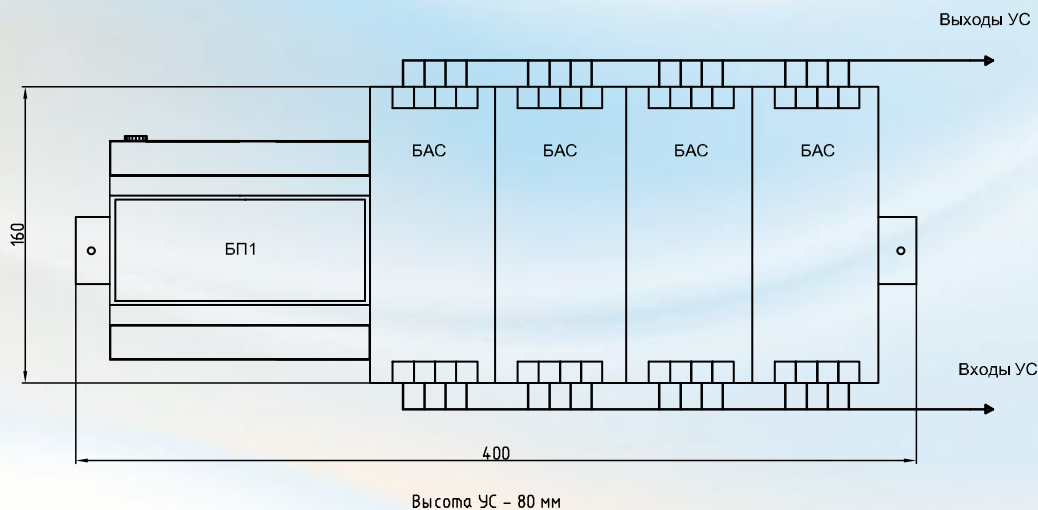 Выходы УС
БАС БАС БАС БАС
160
БП1
Входы УС
400
Высота УС - 80 мм